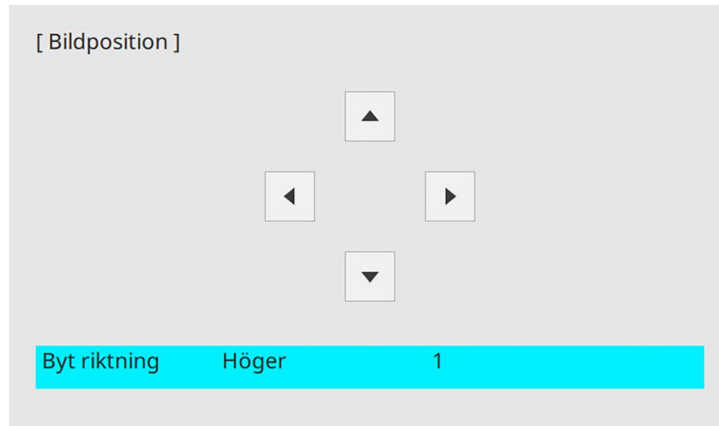 [ Bildposition ]
Byt riktning Höger 1